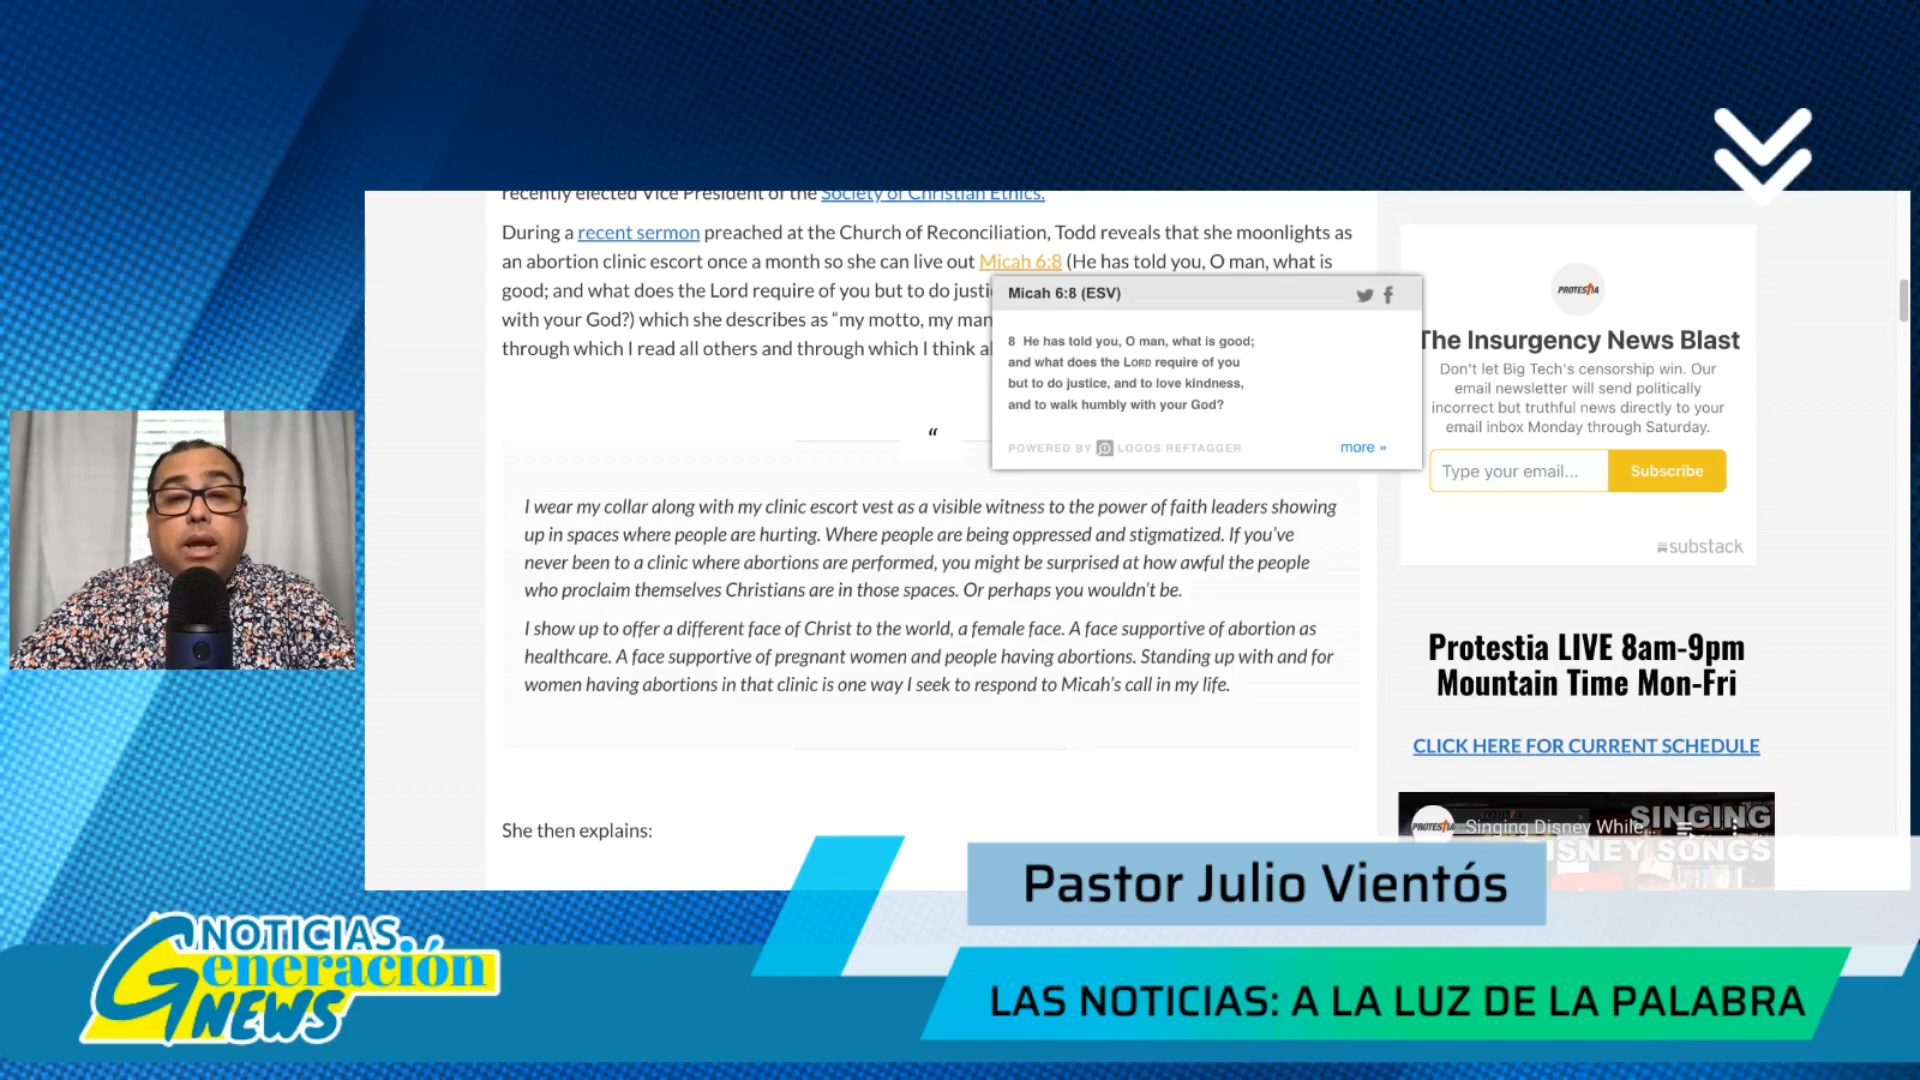 recently elected Vice President of the Society of Christian Ethics.
During a recent sermon preached at the Church of Reconciliation, Todd reveals that she moonlights as
an abortion clinic escort once a month so she can live out Micah 6:8 (He has told you, O man, what is
good; and what does the Lord require of you but to do justi
with your God?) which she describes as “my motto, my man
through which I read all others and through which I think al
Micah 6:8 (ESV)
8 He has told you, O man, what is good;
and what does the LORD require of you
but to do justice, and to love kindness,
and to walk humbly with your God?
POWERED BY LOGOS REFTAGGER
more »
“
I wear my collar along with my clinic escort vest as a visible witness to the power of faith leaders showing
up in spaces where people are hurting. Where people are being oppressed and stigmatized. If you’ve
never been to a clinic where abortions are performed, you might be surprised at how awful the people
who proclaim themselves Christians are in those spaces. Or perhaps you wouldn’t be.
I show up to offer a different face of Christ to the world, a female face. A face supportive of abortion as
healthcare. A face supportive of pregnant women and people having abortions. Standing up with and for
women having abortions in that clinic is one way I seek to respond to Micah’s call in my life.
She then explains:
PROTESTIA
The Insurgency News Blast
Don't let Big Tech's censorship win. Our
email newsletter will send politically
incorrect but truthful news directly to your
email inbox Monday through Saturday.
Type your email...
Subscribe
substack
Protestia LIVE 8am-9pm
Mountain Time Mon-Fri
CLICK HERE FOR CURRENT SCHEDULE
PROTESTIA
Singing Disney While...
SINGING
DISNEY SONGS
Pastor Julio Vientós
LAS NOTICIAS: A LA LUZ DE LA PALABRA
NOTICIAS
Generación
NEWS